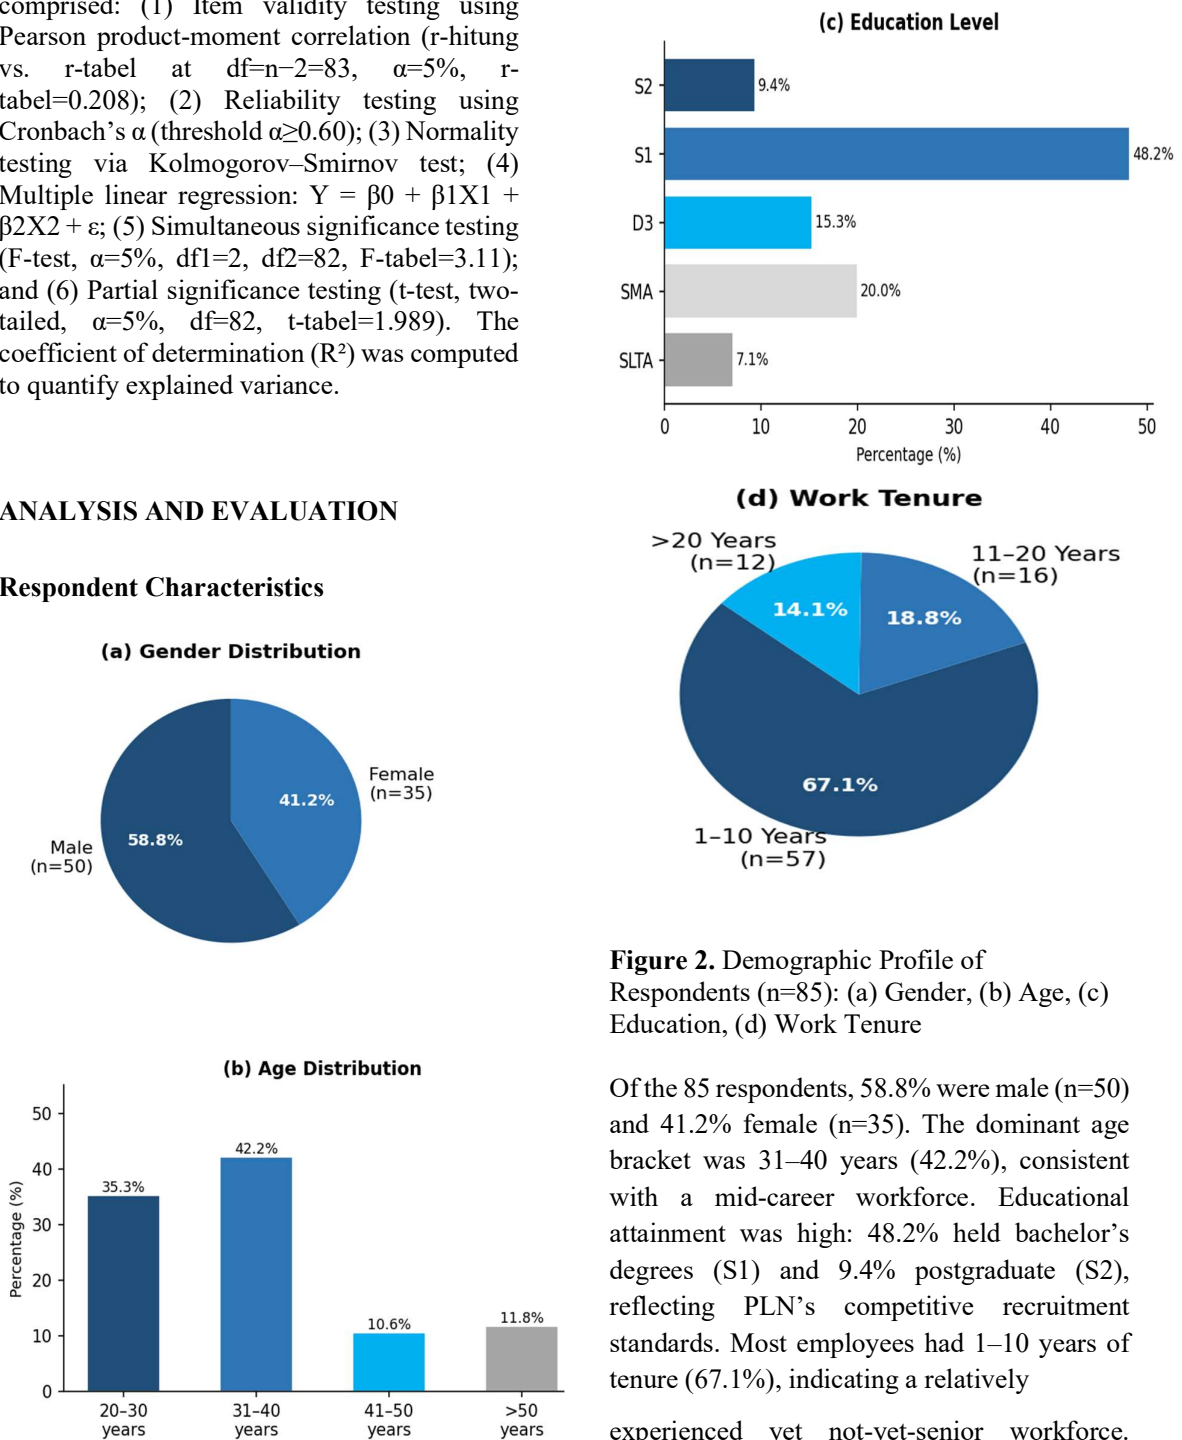 comprised: (1) Item validity testing using
Pearson product-moment correlation (r-hitung
vs. r-tabel at df=n−2=83, α=5%, r-
tabel=0.208); (2) Reliability testing using
Cronbach’s α (threshold α≥0.60); (3) Normality
testing via Kolmogorov–Smirnov test; (4)
Multiple linear regression: Y = β0 + β1X1 +
β2X2 + ε; (5) Simultaneous significance testing
(F-test, α=5%, df1=2, df2=82, F-tabel=3.11);
and (6) Partial significance testing (t-test, two-
tailed, α=5%, df=82, t-tabel=1.989). The
coefficient of determination (R²) was computed
to quantify explained variance.
ANALYSIS AND EVALUATION
Respondent Characteristics
(a) Gender Distribution
Female
(n=35)
41.2%
58.8%
Male
(n=50)
(b) Age Distribution
Percentage (%)
50
40
30
20
10
0
35.3%
42.2%
10.6%
11.8%
20–30
years
31–40
years
41–50
years
>50
years
(c) Education Level
S2
9.4%
S1
48.2%
D3
15.3%
SMA
20.0%
SLTA
7.1%
0 10 20 30 40 50
Percentage (%)
(d) Work Tenure
>20 Years
(n=12)
11–20 Years
(n=16)
14.1%
18.8%
67.1%
1–10 Years
(n=57)
Figure 2. Demographic Profile of
Respondents (n=85): (a) Gender, (b) Age, (c)
Education, (d) Work Tenure
Of the 85 respondents, 58.8% were male (n=50)
and 41.2% female (n=35). The dominant age
bracket was 31–40 years (42.2%), consistent
with a mid-career workforce. Educational
attainment was high: 48.2% held bachelor’s
degrees (S1) and 9.4% postgraduate (S2),
reflecting PLN’s competitive recruitment
standards. Most employees had 1–10 years of
tenure (67.1%), indicating a relatively
experienced yet not-yet-senior workforce.